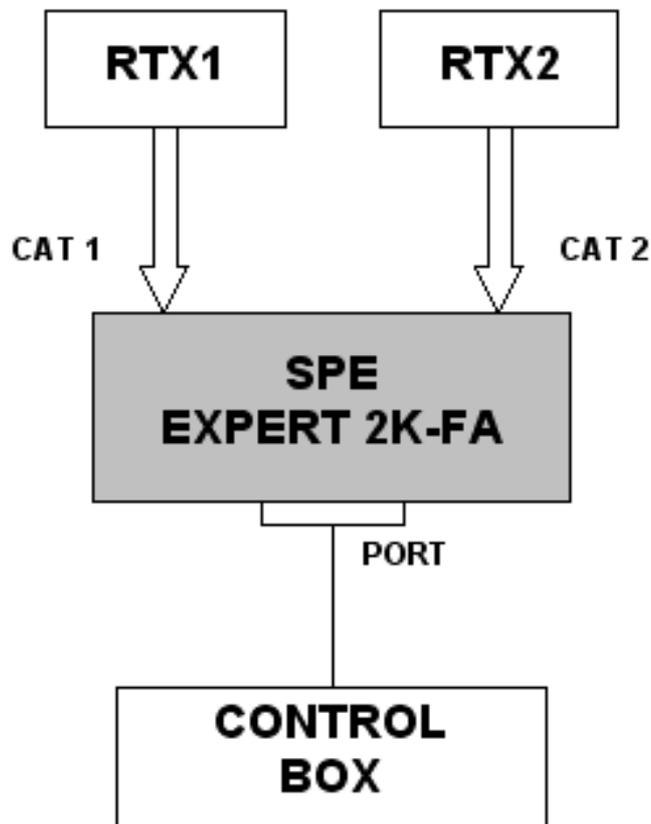 RTX1
RTX2
CAT 1
CAT 2
SPE
EXPERT 2K-FA
PORT
CONTROL
BOX